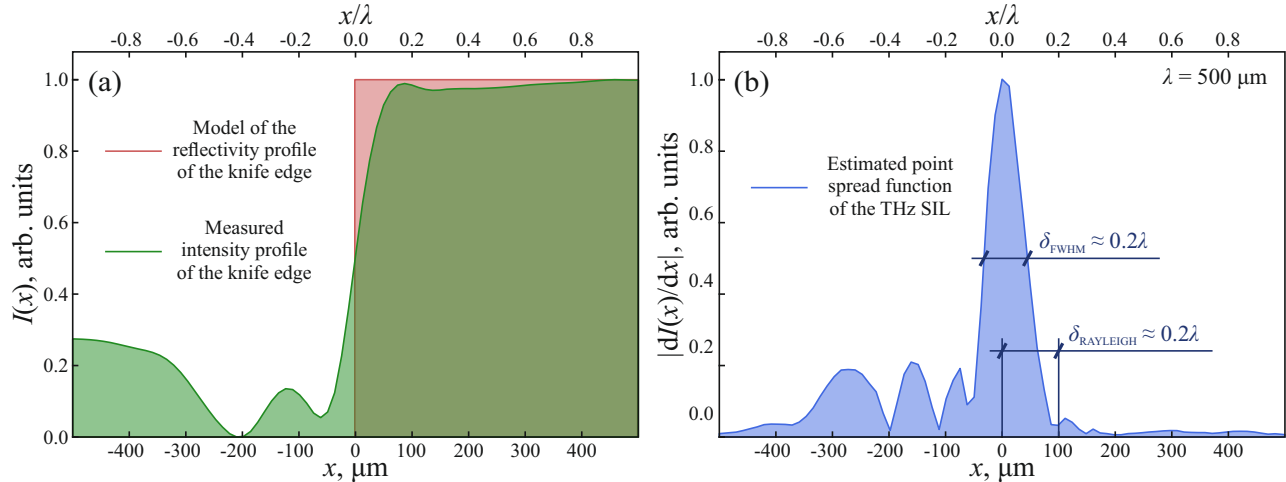 x/λ
-0.8 -0.6 -0.4 -0.2 0.0 0.2 0.4 0.6 0.8
(a)
I(x), arb. units
1.0
0.8
0.6
0.4
0.2
0.0
Model of the
reflectivity profile
of the knife edge
Measured
intensity profile
of the knife edge
-400 -300 -200 -100 0 100 200 300 400
x, μm
x/λ
-0.8 -0.6 -0.4 -0.2 0.0 0.2 0.4 0.6 0.8
(b)
λ = 500 μm
|dI(x)/dx|, arb. units
1.0
0.8
0.6
0.4
0.2
0.0
Estimated point
spread function
of the THz SIL
δFWHM ≈ 0.2λ
δRAYLEIGH ≈ 0.2λ
-400 -300 -200 -100 0 100 200 300 400
x, μm